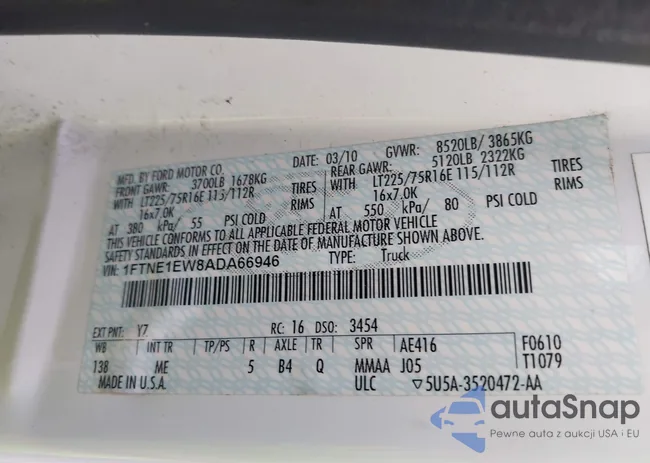 MFD. BY FORD MOTOR CO.
DATE: 03/10 GVWR: 8520LB/ 3865KG
FRONT GAWR: 3700LB 1678KG REAR GAWR: 5120LB 2322KG
WITH LT225/75R16E 115/112R TIRES WITH LT225/75R16E 115/112R TIRES
16x7.0K RIMS 16x7.0K RIMS
AT 380 kPa/ 55 PSI COLD AT 550 kPa/ 80 PSI COLD
THIS VEHICLE CONFORMS TO ALL APPLICABLE FEDERAL MOTOR VEHICLE
SAFETY STANDARDS IN EFFECT ON THE DATE OF MANUFACTURE SHOWN ABOVE.
VIN: 1FTNE1EW8ADA66946 TYPE: Truck
EXT PNT: Y7 RC: 16 DSO: 3454 F0610
WB INT TR TP/PS R AXLE TR SPR AE416 T1079
138 ME 5 B4 Q MMAA J05
MADE IN U.S.A. ULC ▽5U5A-3520472-AA
autaSnap
Pewne auta z aukcji USA i EU